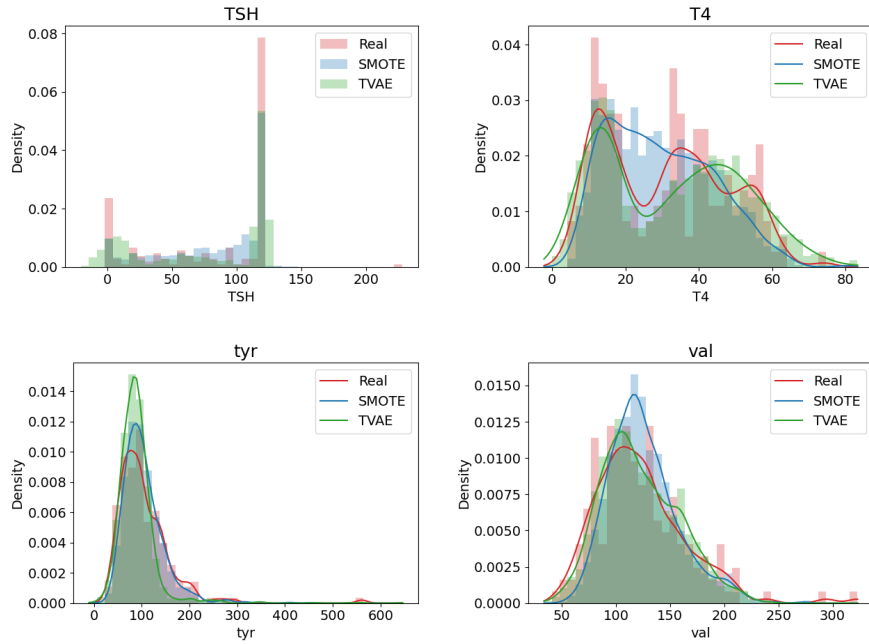 TSH
0.08
0.06
0.04
0.02
0.00
Density
0
50
100
150
200
TSH
Real
SMOTE
TVAE
T4
0.04
0.03
0.02
0.01
0.00
Density
0
20
40
60
80
T4
Real
SMOTE
TVAE
tyr
0.014
0.012
0.010
0.008
0.006
0.004
0.002
0.000
Density
0
100
200
300
400
500
600
tyr
Real
SMOTE
TVAE
val
0.0150
0.0125
0.0100
0.0075
0.0050
0.0025
0.0000
Density
50
100
150
200
250
300
val
Real
SMOTE
TVAE